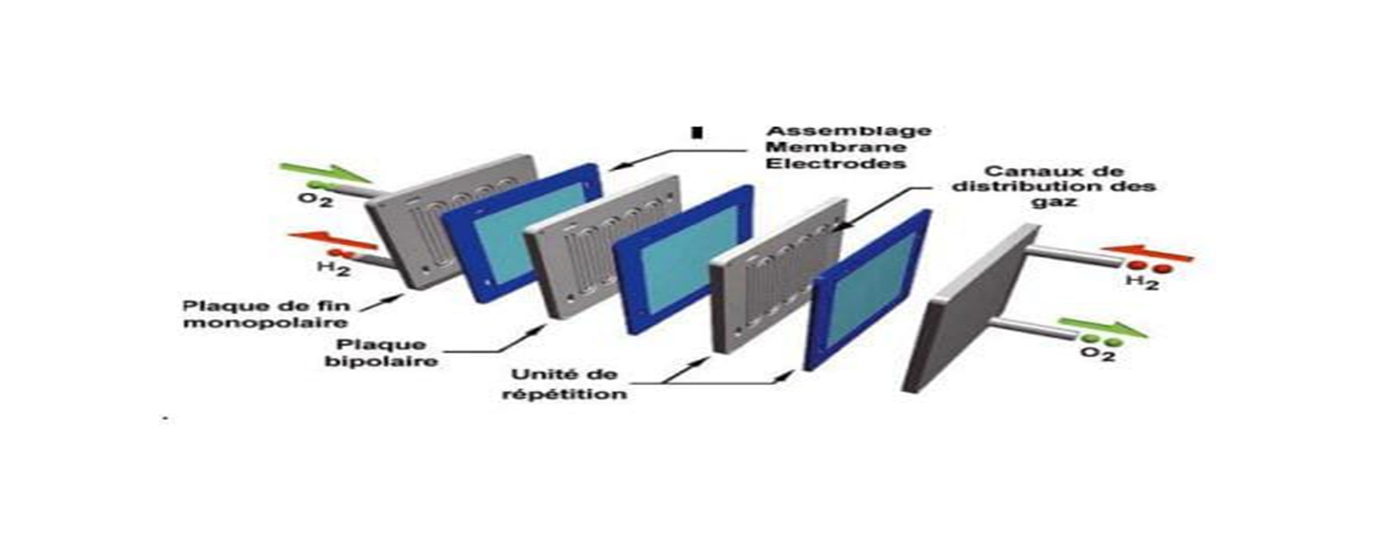 Assemblage
Membrane
Electrodes
Canaux de
distribution des
gaz
O2
H2
H2
O2
Plaque de fin
monopolaire
Plaque
bipolaire
Unité de
répétition